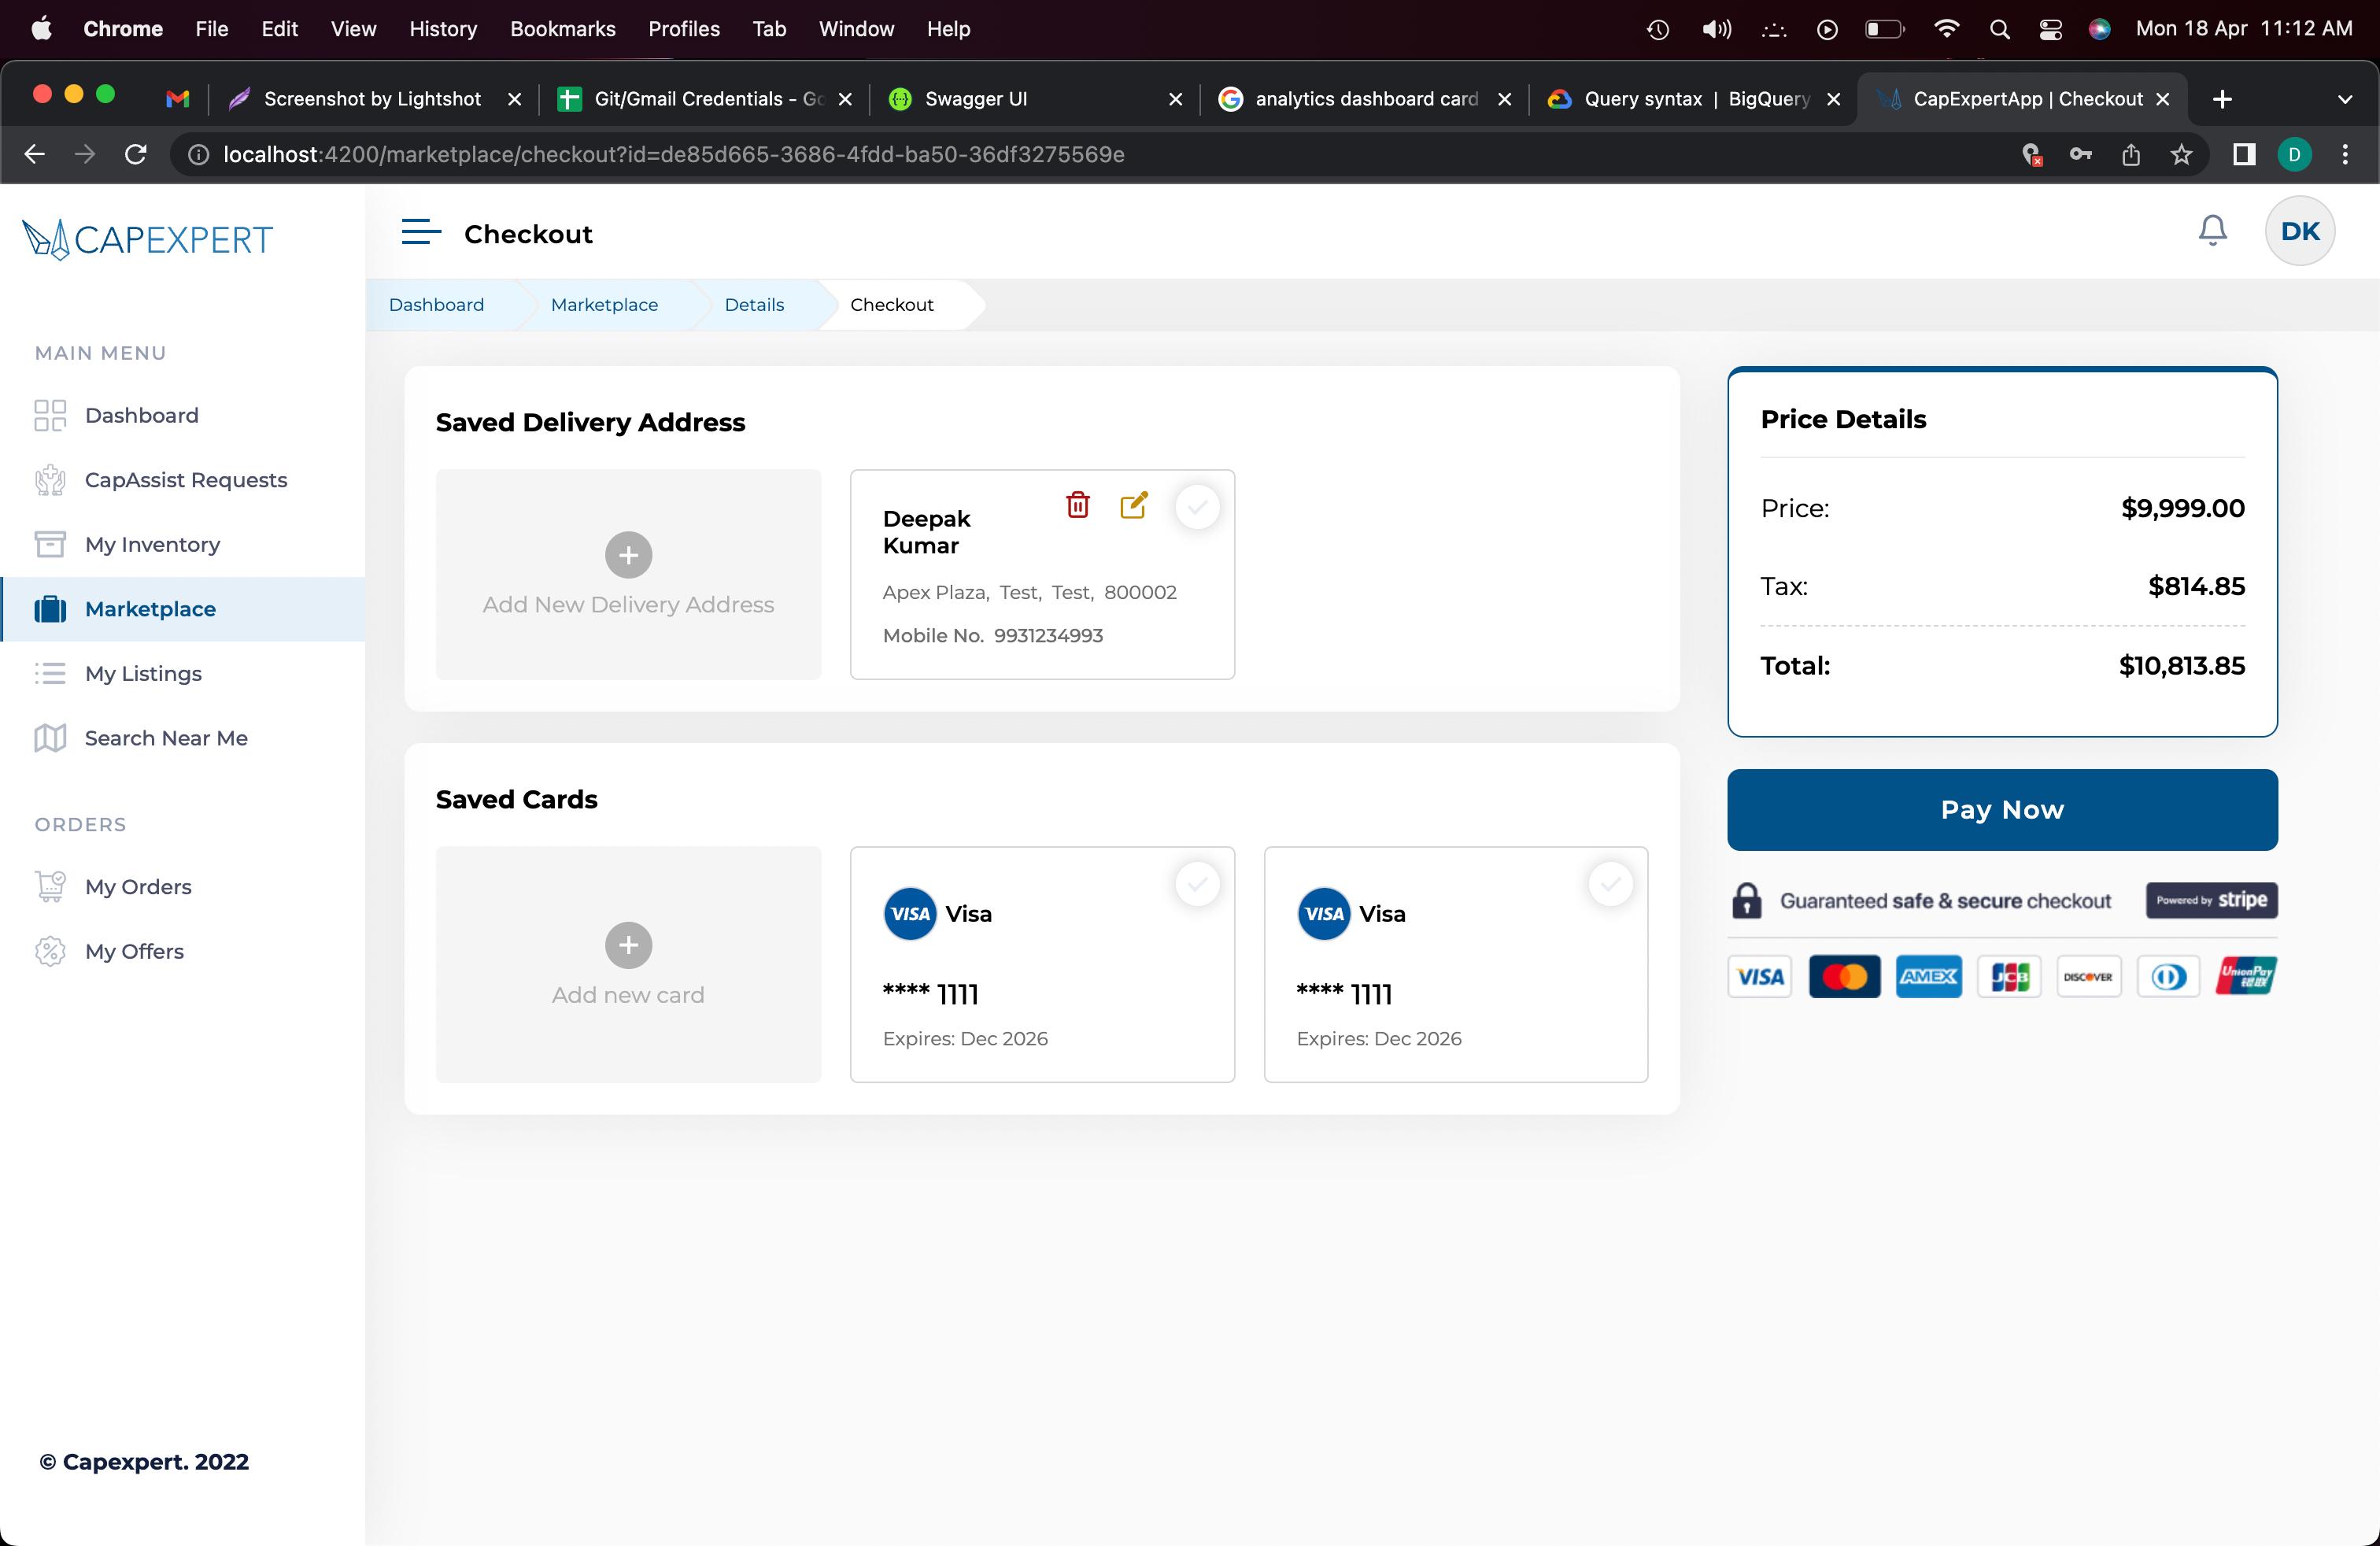 Chrome File Edit View History Bookmarks Profiles Tab Window Help Mon 18 Apr 11:12 AM
Screenshot by Lightshot Git/Gmail Credentials - Go Swagger UI analytics dashboard card Query syntax | BigQuery CapExpertApp | Checkout
localhost:4200/marketplace/checkout?id=de85d665-3686-4fdd-ba50-36df3275569e D
CAPEXPERT
Checkout
DK
Dashboard Marketplace Details Checkout
MAIN MENU
Dashboard
CapAssist Requests
My Inventory
Marketplace
My Listings
Search Near Me
ORDERS
My Orders
My Offers
© Capexpert. 2022
Saved Delivery Address
Add New Delivery Address
Deepak
Kumar
Apex Plaza, Test, Test, 800002
Mobile No. 9931234993
Saved Cards
Add new card
VISA Visa
**** 1111
Expires: Dec 2026
VISA Visa
**** 1111
Expires: Dec 2026
Price Details
Price: $9,999.00
Tax: $814.85
Total: $10,813.85
Pay Now
Guaranteed safe & secure checkout Powered by stripe
VISA AMEX JCB DISCOVER UnionPay